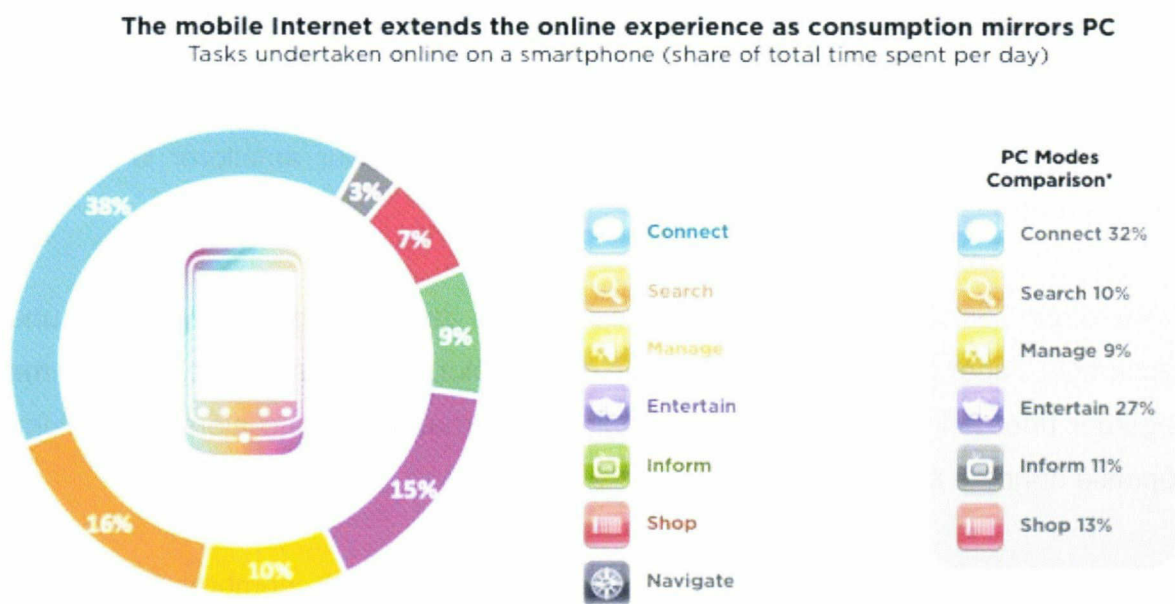 The mobile Internet extends the online experience as consumption mirrors PC
Tasks undertaken online on a smartphone (share of total time spent per day)
38%
3%
7%
9%
15%
10%
16%
Connect
Search
Manage
Entertain
Inform
Shop
Navigate
PC Modes
Comparison*
Connect 32%
Search 10%
Manage 9%
Entertain 27%
Inform 11%
Shop 13%